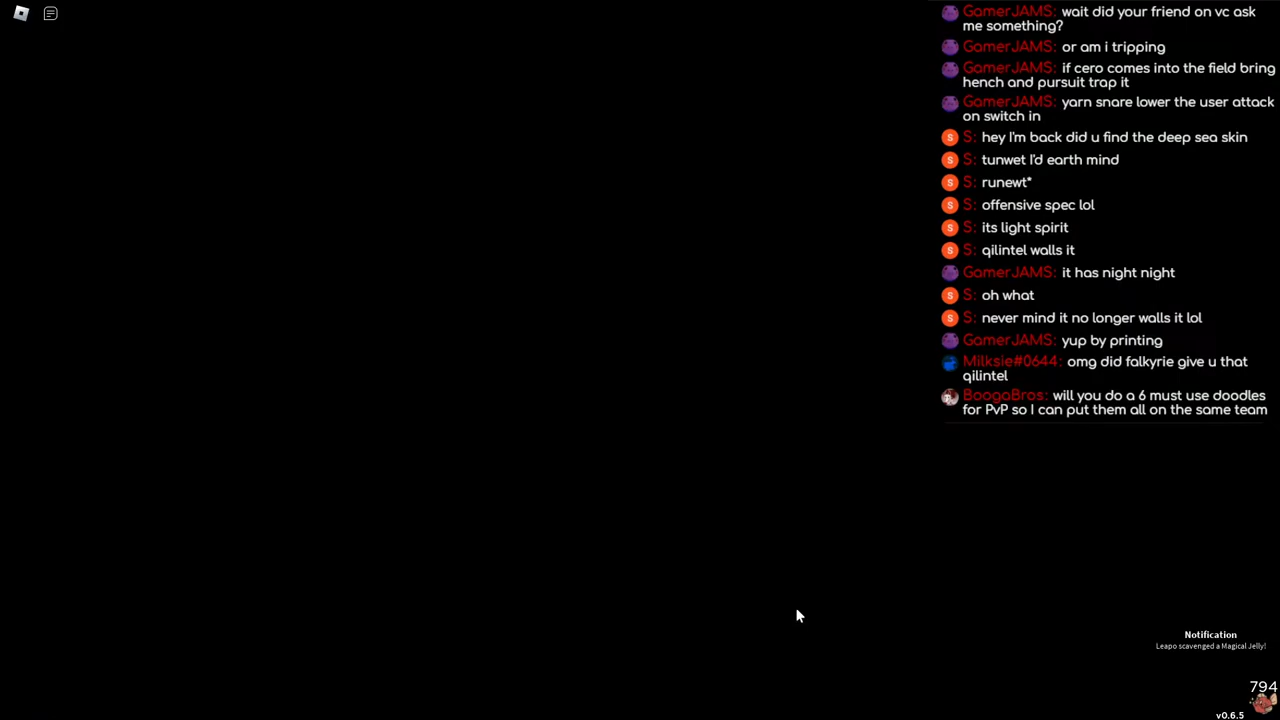 GamerJAMS: wait did your friend on vc ask
me something?
GamerJAMS: or am i tripping
GamerJAMS: if cero comes into the field bring
hench and pursuit trap it
GamerJAMS: yarn snare lower the user attack
on switch in
S S: hey I'm back did u find the deep sea skin
S S: tunwet I'd earth mind
S S: runewt*
S S: offensive spec lol
S S: its light spirit
S S: qilintel walls it
GamerJAMS: it has night night
S S: oh what
S S: never mind it no longer walls it lol
GamerJAMS: yup by printing
Milksie#0644: omg did falkyrie give u that
qilintel
BoogaBros: will you do a 6 must use doodles
for PvP so I can put them all on the same team
Notification
Leapo scavenged a Magical Jelly!
794
v0.6.5